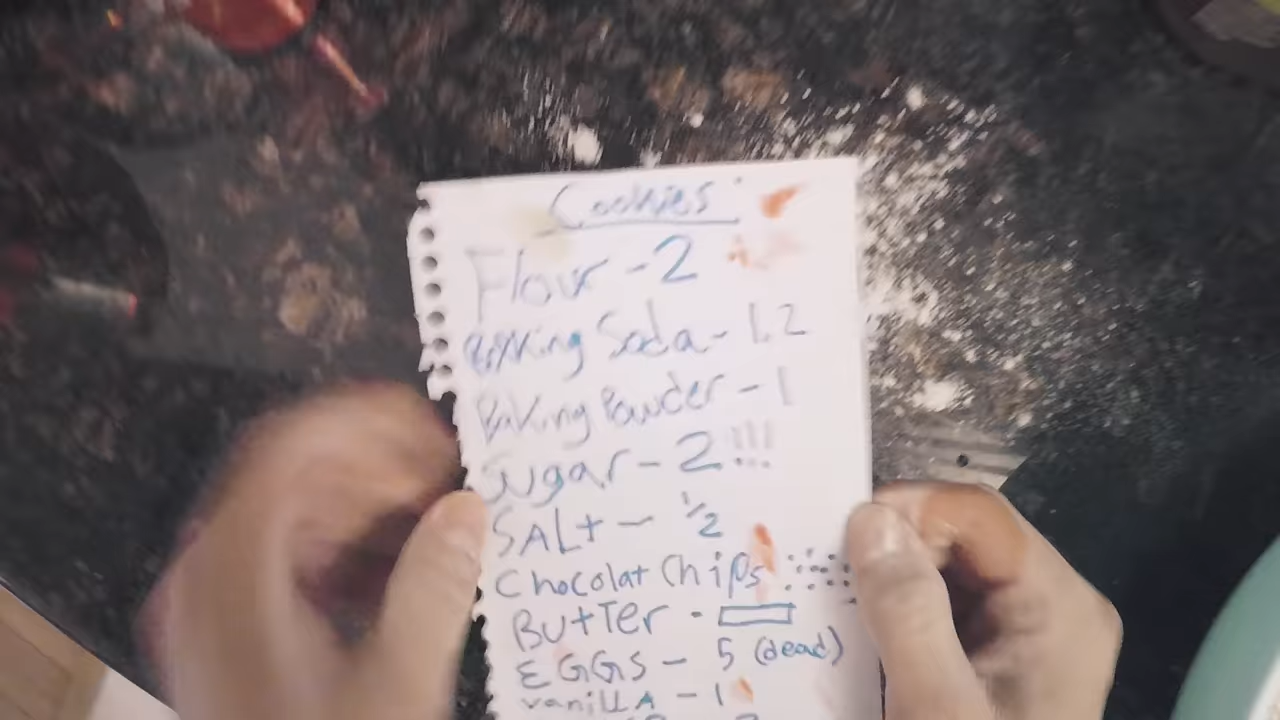 Cookies
Flour - 2
Baking Soda - 1.2
Baking Powder - 1
Sugar - 2 !!!
SALt - 1/2
Chocolat Chips
BuTTer -
EGGS - 5 (dead)
vanillA - 1